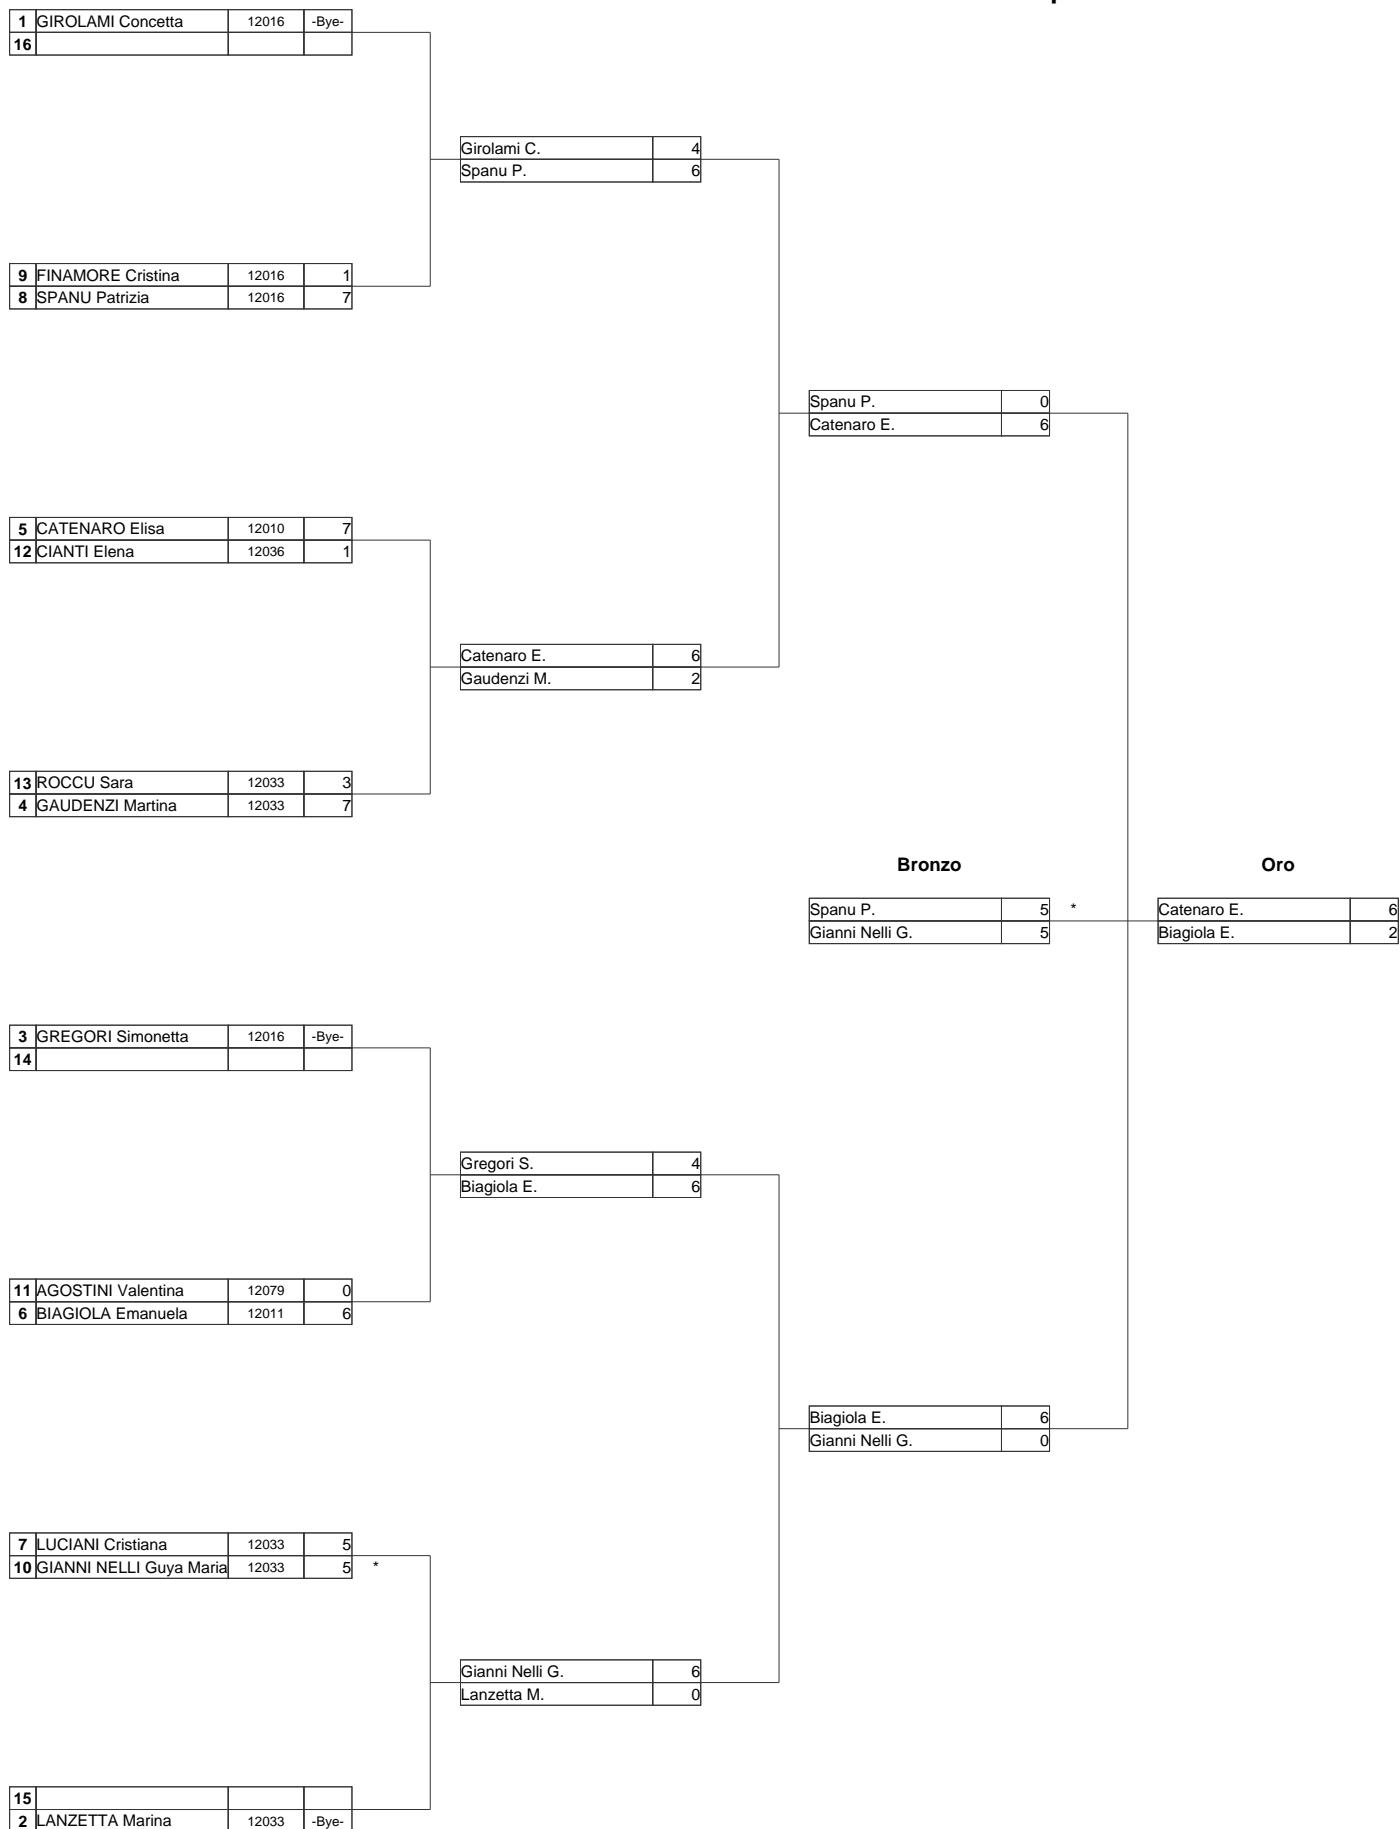 1 GIROLAMI Concetta 12016 -Bye-
16
Girolami C. 4
Spanu P. 6
9 FINAMORE Cristina 12016 1
8 SPANU Patrizia 12016 7
Spanu P. 0
Catenaro E. 6
5 CATENARO Elisa 12010 7
12 CIANTI Elena 12036 1
Catenaro E. 6
Gaudenzi M. 2
13 ROCCU Sara 12033 3
4 GAUDENZI Martina 12033 7
Bronzo Oro
Spanu P. 5 * Catenaro E. 6
Gianni Nelli G. 5 Biagiola E. 2
3 GREGORI Simonetta 12016 -Bye-
14
Gregori S. 4
Biagiola E. 6
11 AGOSTINI Valentina 12079 0
6 BIAGIOLA Emanuela 12011 6
Biagiola E. 6
Gianni Nelli G. 0
7 LUCIANI Cristiana 12033 5
10 GIANNI NELLI Guya Maria 12033 5 *
Gianni Nelli G. 6
Lanzetta M. 0
15
2 LANZETTA Marina 12033 -Bye-